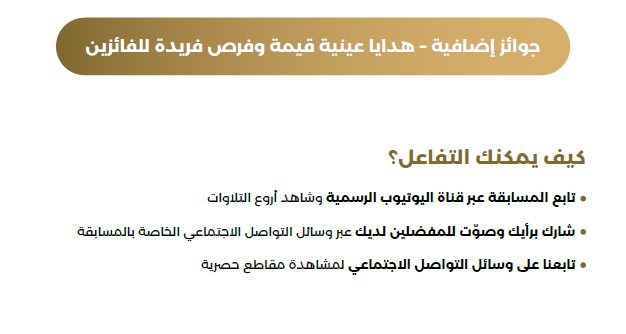 جوائز إضافية – هدايا عينية قيمة وفرص فريدة للفائزين
كيف يمكنك التفاعل؟
• تابع المسابقة عبر قناة اليوتيوب الرسمية وشاهد أروع التلاوات
• شارك برأيك وصوّت للمفضلين لديك عبر وسائل التواصل الاجتماعي الخاصة بالمسابقة
• تابعنا على وسائل التواصل الاجتماعي لمشاهدة مقاطع حصرية